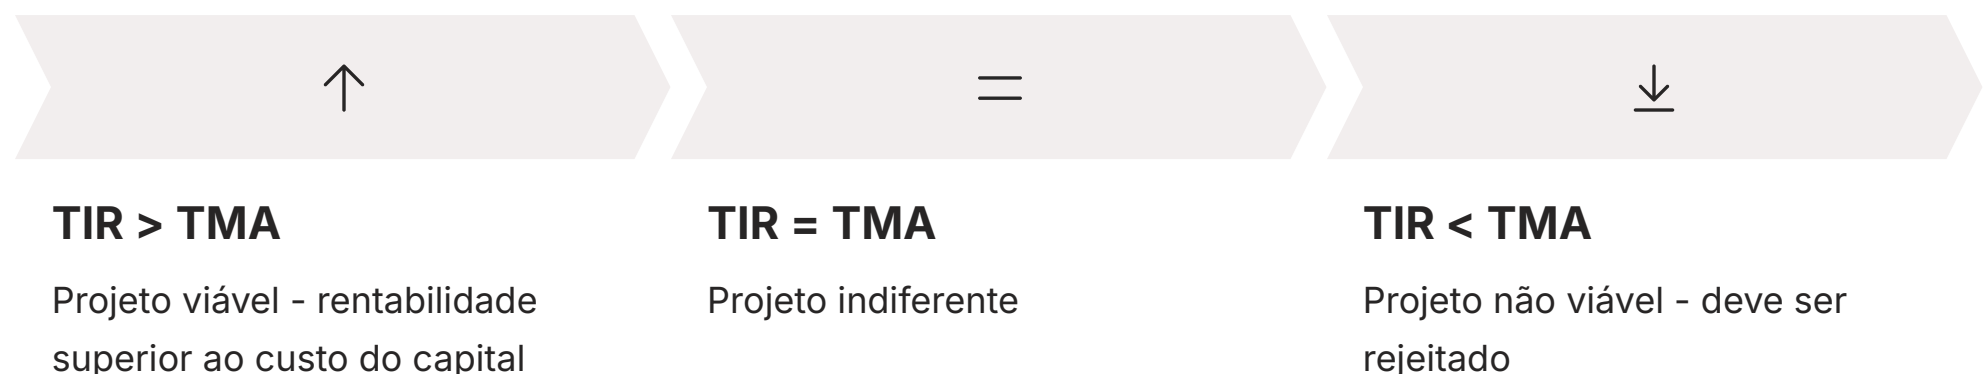 TIR > TMA
Projeto viável - rentabilidade
superior ao custo do capital
TIR = TMA
Projeto indiferente
TIR < TMA
Projeto não viável - deve ser
rejeitado